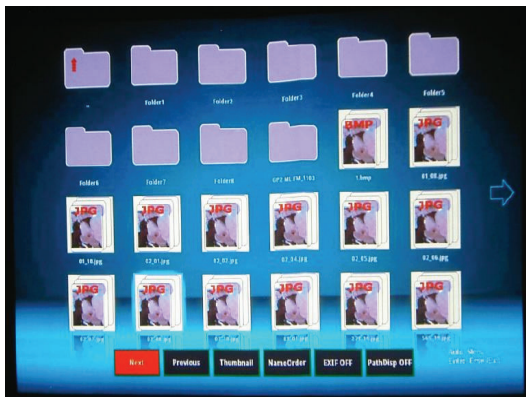 Folder1 Folder2 Folder3 Folder4 Folder5
BMP JPG
Folder6 Folder7 Folder8 GP2_ML_FM_1103 1.bmp 01_08.jpg
JPG JPG JPG JPG JPG JPG
01_10.jpg 02_01.jpg 02_03.jpg 02_04.jpg 02_05.jpg 02_06.jpg
JPG JPG JPG JPG JPG JPG
Next Previous Thumbnail NameOrder EXIF OFF PathDisp OFF